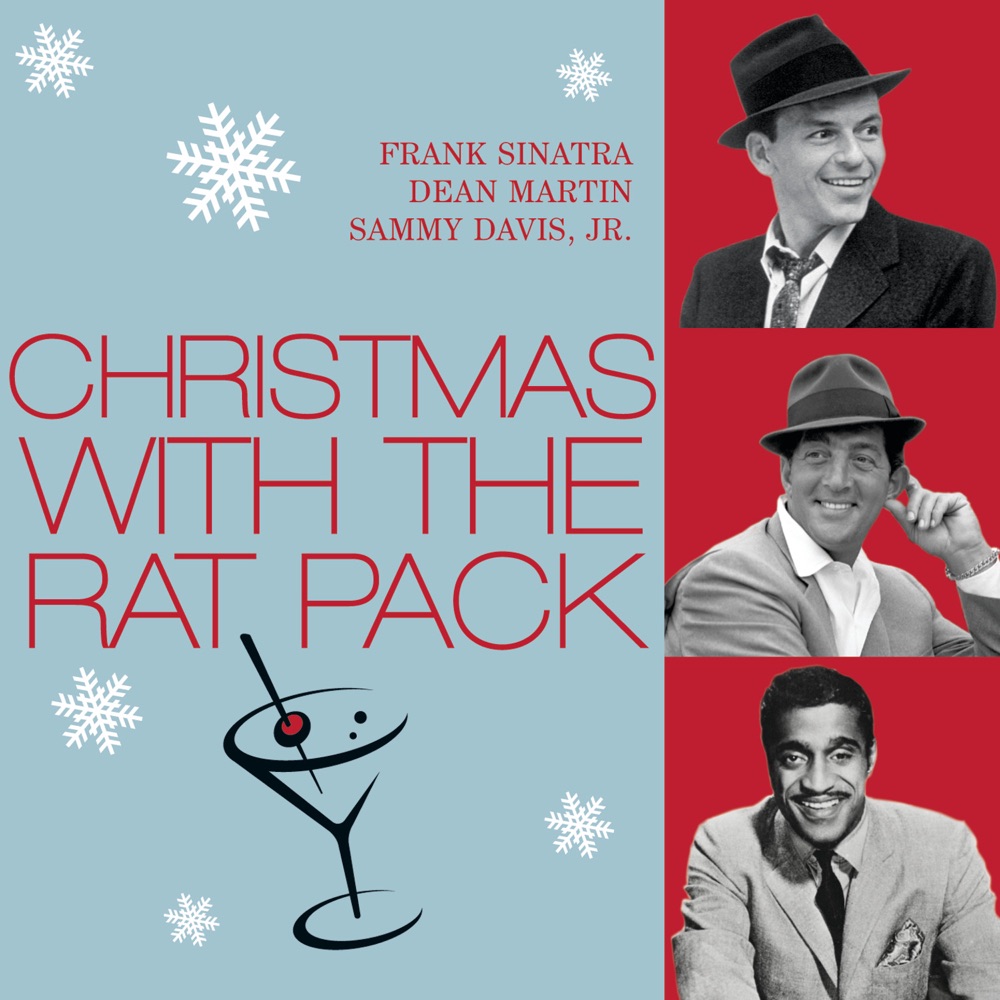 FRANK SINATRA
DEAN MARTIN
SAMMY DAVIS, JR.
CHRISTMAS
WITH THE
RAT PACK